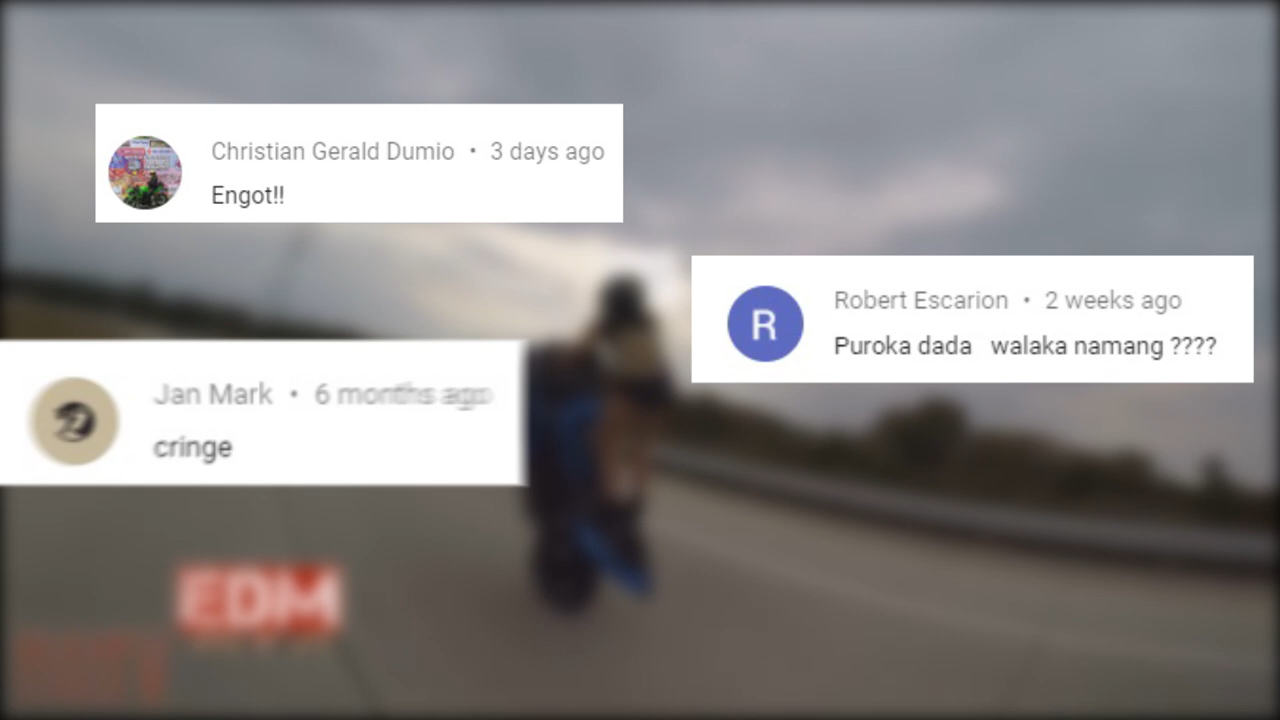 Christian Gerald Dumio • 3 days ago
Engot!!
Robert Escarion • 2 weeks ago
Puroka dada walaka namang ????
Jan Mark • 6 months ago
cringe
EDM